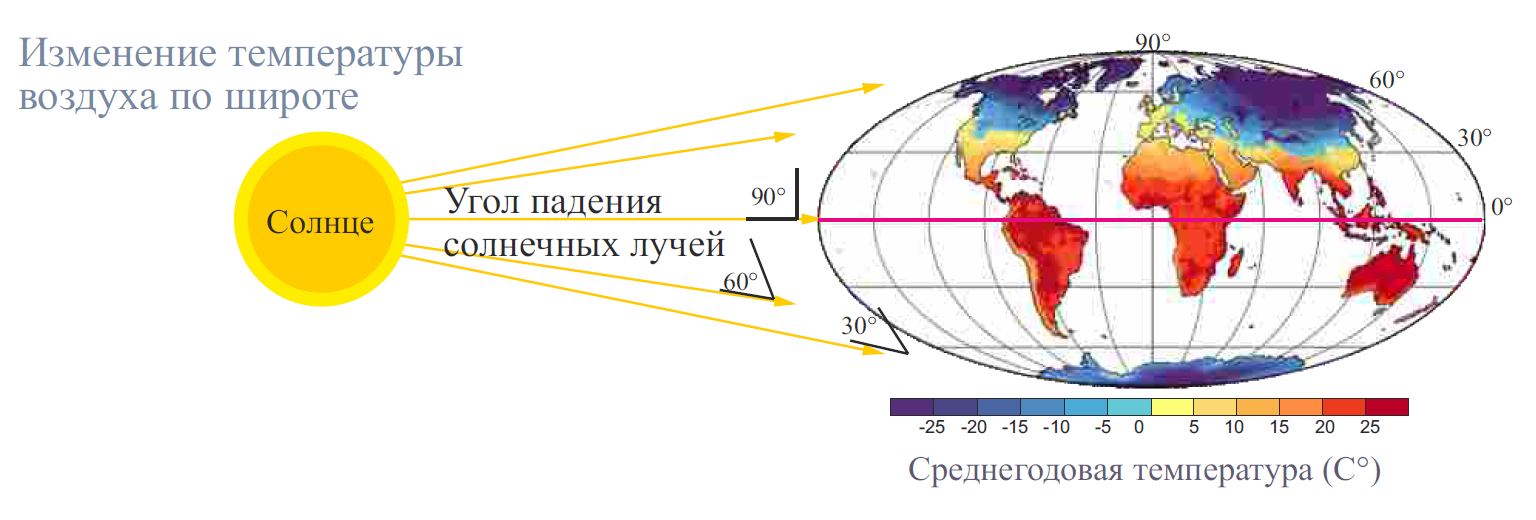 Изменение температуры
воздуха по широте
Солнце
Угол падения
солнечных лучей
90°
60°
30°
90°
60°
30°
0°
-25 -20 -15 -10 -5 0 5 10 15 20 25
Среднегодовая температура (C°)